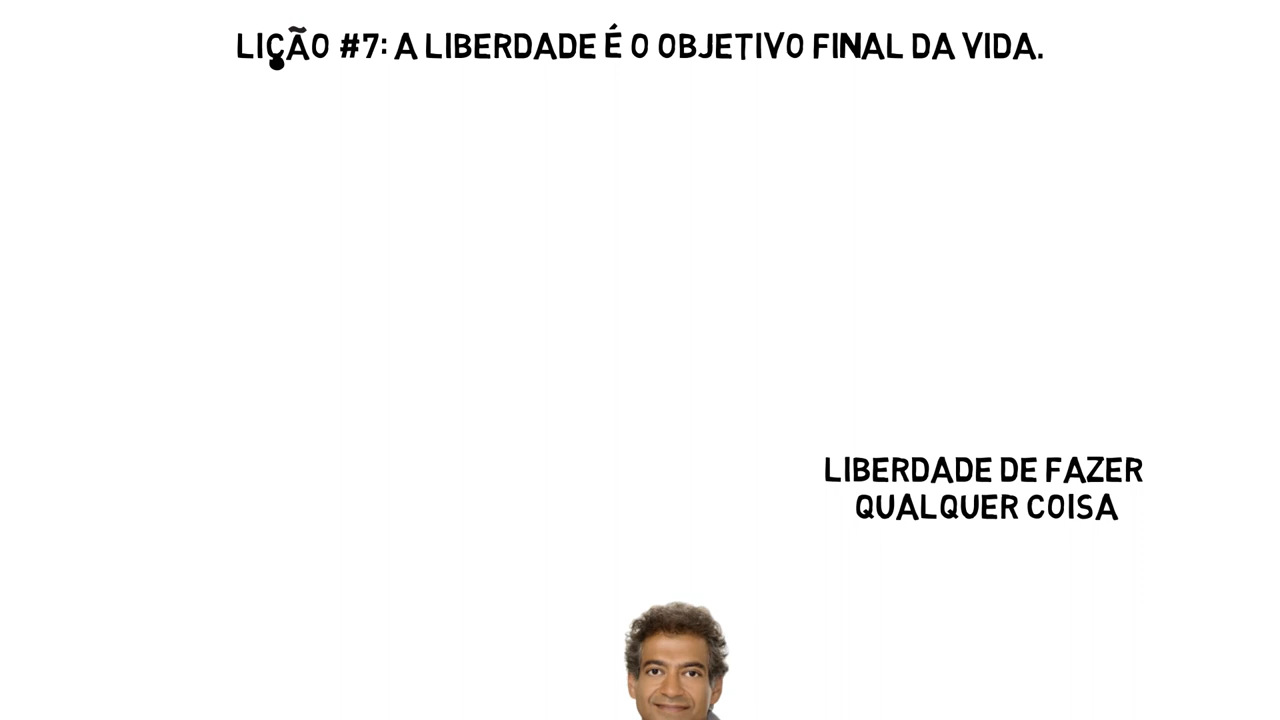 LIÇÃO #7: A LIBERDADE É O OBJETIVO FINAL DA VIDA.
LIBERDADE DE FAZER
QUALQUER COISA